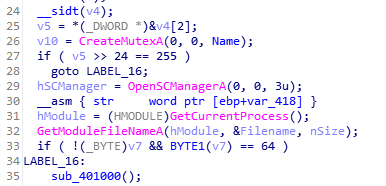 24 __sidt(v4);
25 v5 = *(_DWORD *)&v4[2];
26 v10 = CreateMutexA(0, 0, Name);
27 if ( v5 >> 24 == 255 )
28 goto LABEL_16;
29 hSCManager = OpenSCManagerA(0, 0, 3u);
30 __asm { str     word ptr [ebp+var_418] }
31 hModule = (HMODULE)GetCurrentProcess();
32 GetModuleFileNameA(hModule, &Filename, nSize);
33 if ( !(_BYTE)v7 && BYTE1(v7) == 64 )
34 LABEL_16:
35 sub_401000();